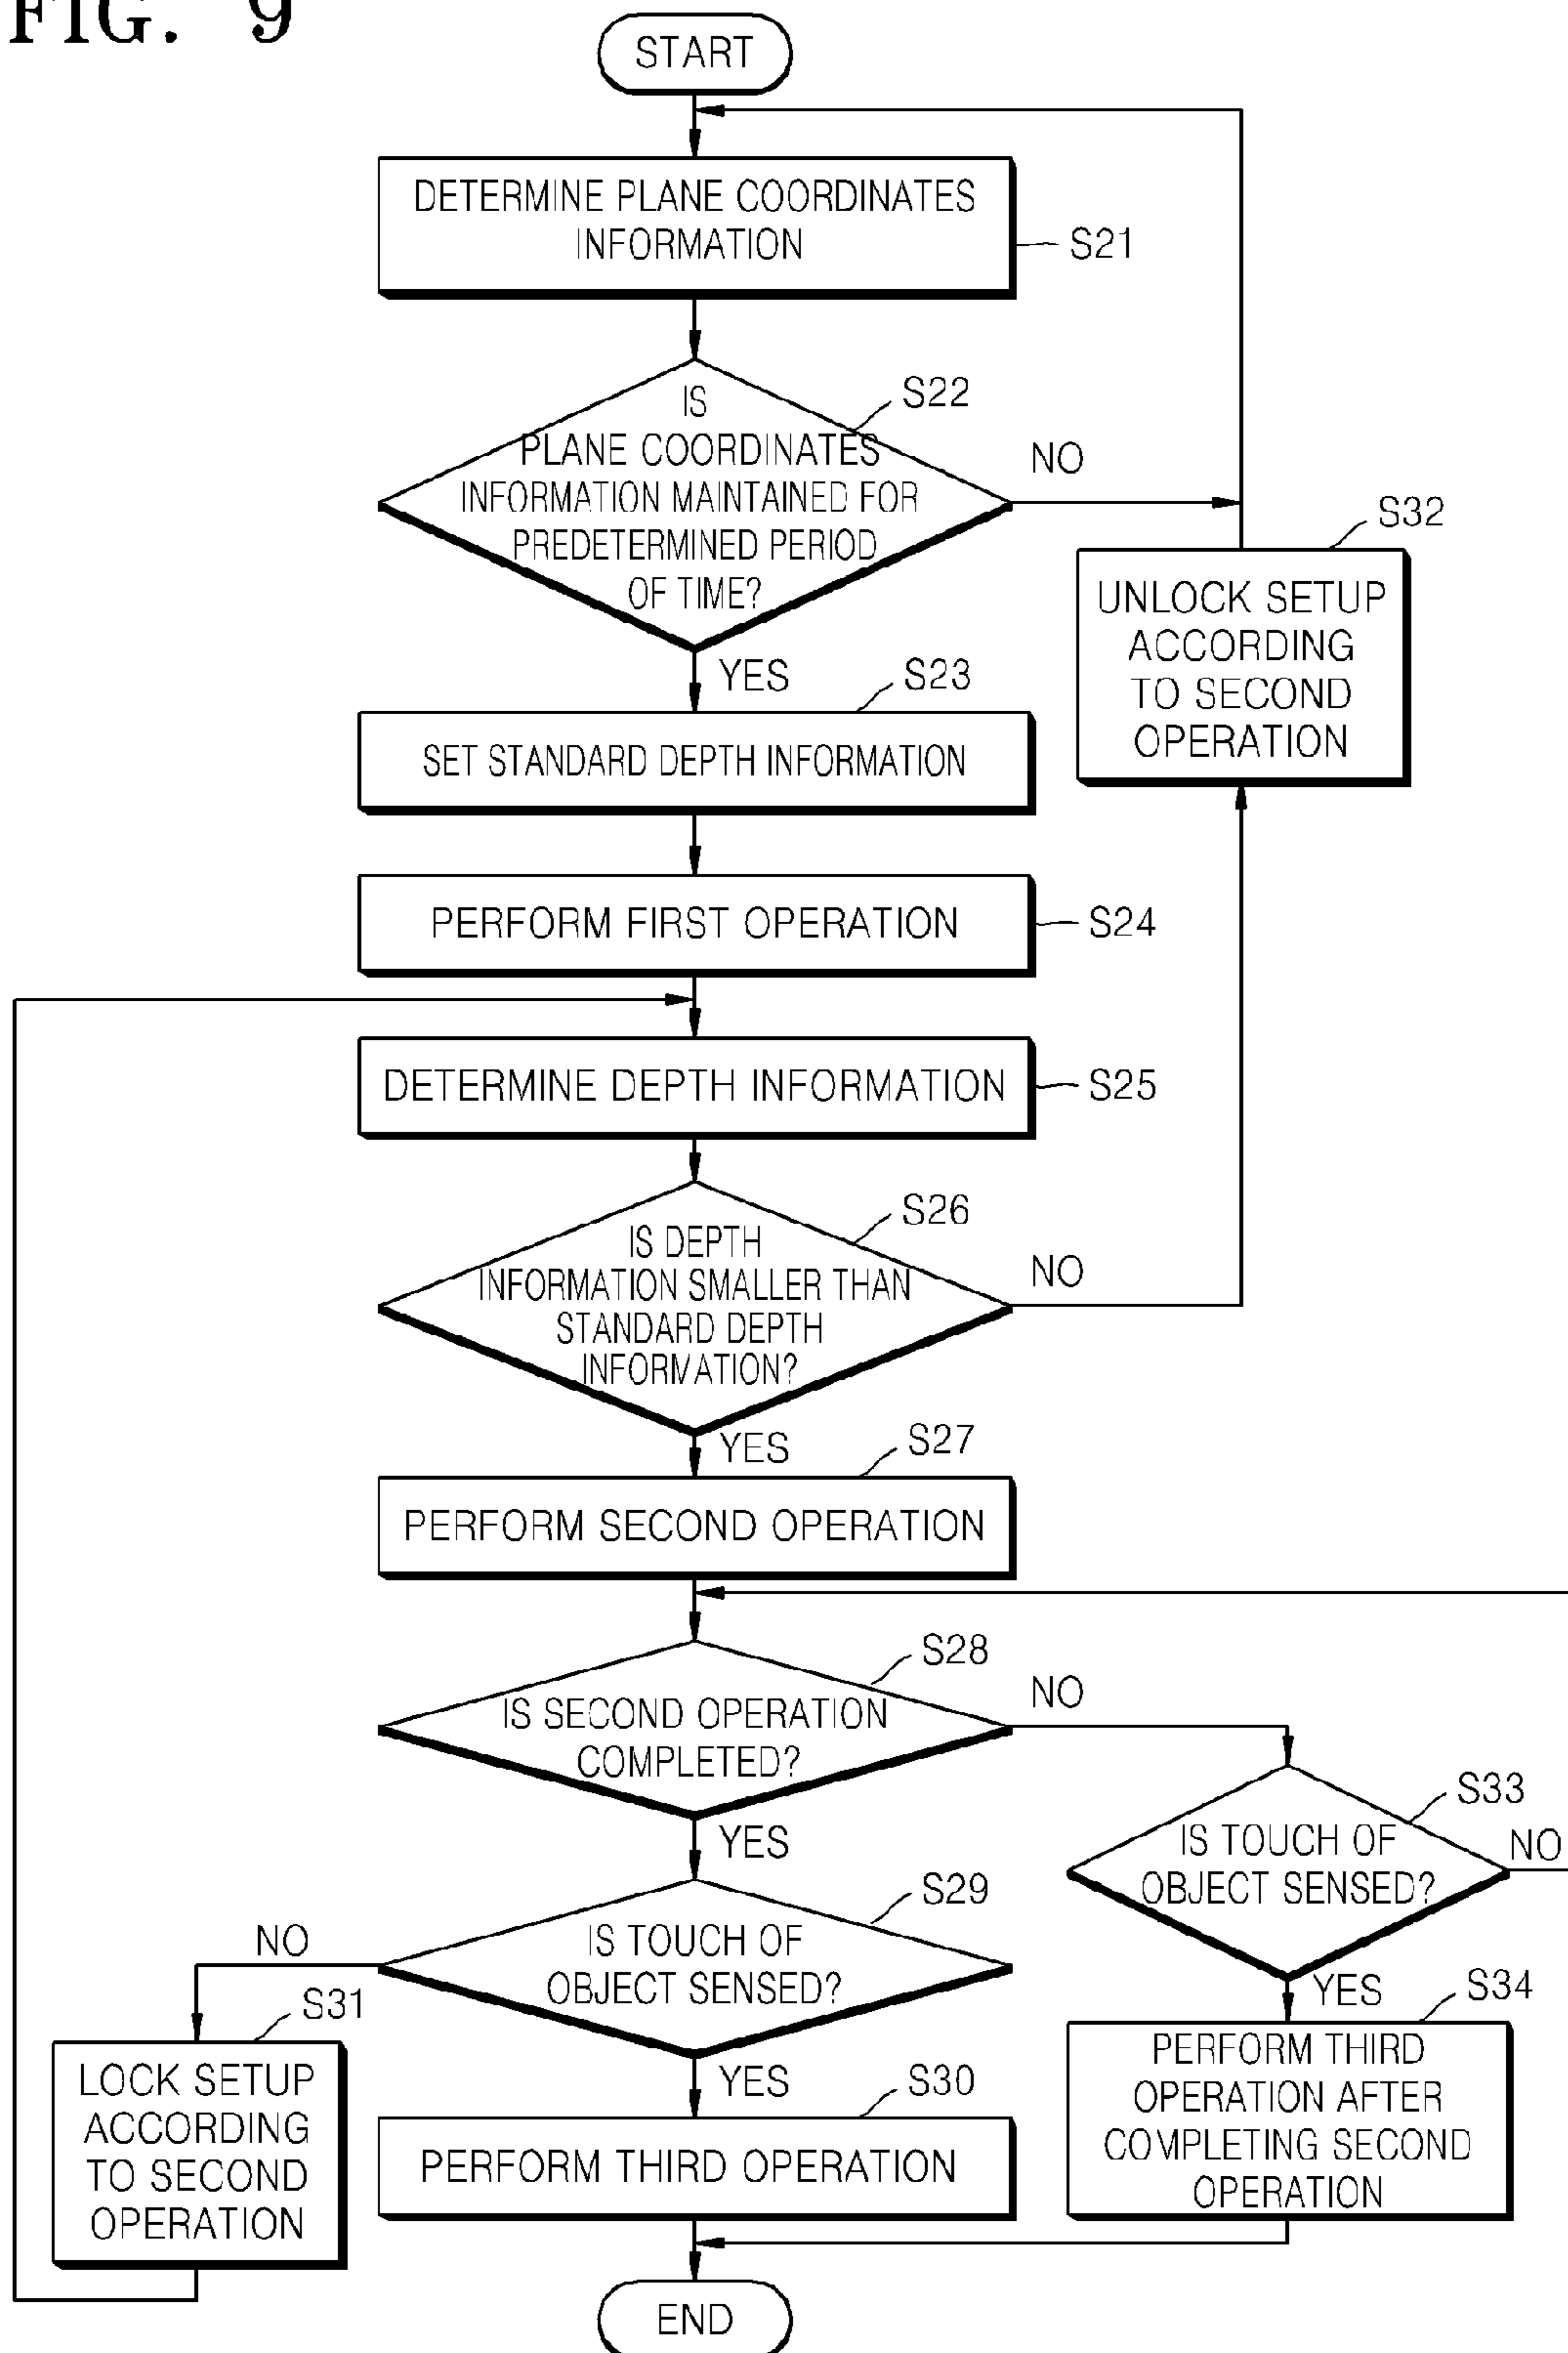 FIG. 9
START
DETERMINE PLANE COORDINATES
INFORMATION
S21
IS
PLANE COORDINATES
INFORMATION MAINTAINED FOR
PREDETERMINED PERIOD
OF TIME?
S22
NO
YES
S32
UNLOCK SETUP
ACCORDING
TO SECOND
OPERATION
S23
SET STANDARD DEPTH INFORMATION
PERFORM FIRST OPERATION
S24
DETERMINE DEPTH INFORMATION
S25
S26
IS DEPTH
INFORMATION SMALLER THAN
STANDARD DEPTH
INFORMATION?
NO
YES
S27
PERFORM SECOND OPERATION
S28
IS SECOND OPERATION
COMPLETED?
NO
YES
S33
IS TOUCH OF
OBJECT SENSED?
NO
YES
S29
IS TOUCH OF
OBJECT SENSED?
NO
YES
S31
LOCK SETUP
ACCORDING
TO SECOND
OPERATION
S30
PERFORM THIRD OPERATION
S34
PERFORM THIRD
OPERATION AFTER
COMPLETING SECOND
OPERATION
END